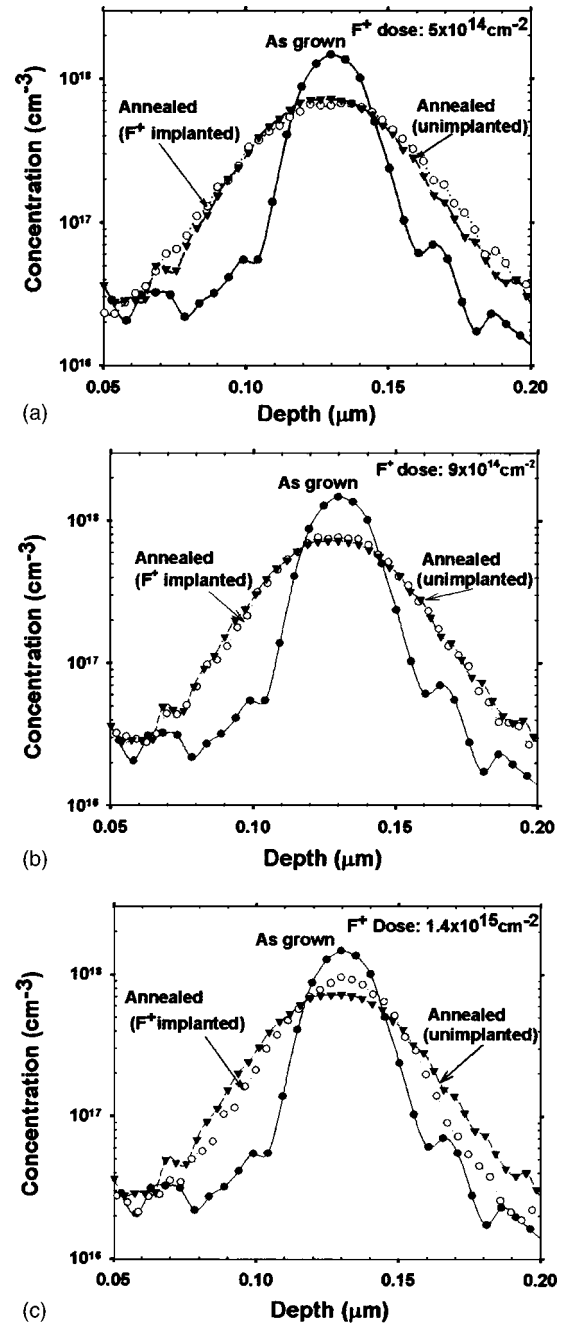 F⁺ dose: 5x10¹⁴cm⁻²
As grown
10¹⁸
Annealed
(F⁺ implanted)
Annealed
(unimplanted)
10¹⁷
10¹⁶
Concentration (cm⁻³)
0.05 0.10 0.15 0.20
(a) Depth (μm)
F⁺ dose: 9x10¹⁴cm⁻²
As grown
10¹⁸
Annealed
(F⁺ implanted)
Annealed
(unimplanted)
10¹⁷
10¹⁶
Concentration (cm⁻³)
0.05 0.10 0.15 0.20
(b) Depth (μm)
F⁺ Dose: 1.4x10¹⁵cm⁻²
As grown
10¹⁸
Annealed
(F⁺implanted)
Annealed
(unimplanted)
10¹⁷
10¹⁶
Concentration (cm⁻³)
0.05 0.10 0.15 0.20
(c) Depth (μm)